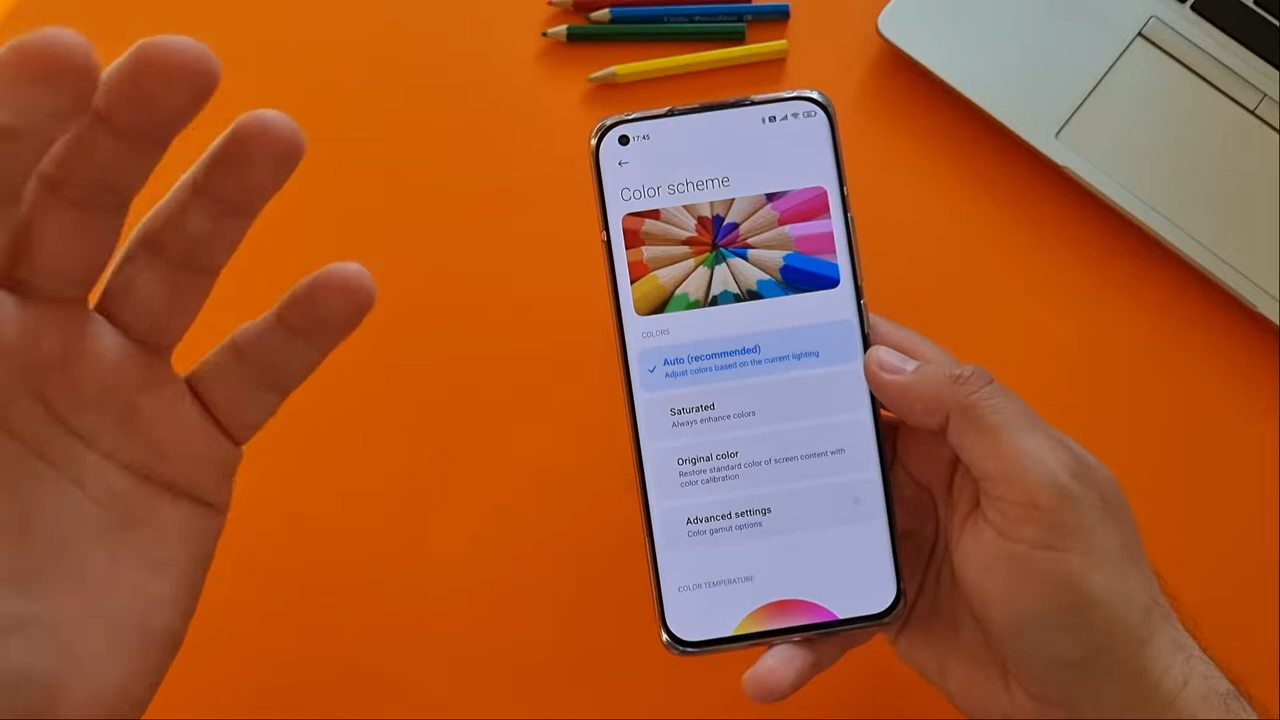 17:45
Color scheme
COLORS
Auto (recommended)
Adjust colors based on the current lighting
Saturated
Always enhance colors
Original color
Restore standard color of screen content with
color calibration
Advanced settings
Color gamut options
COLOR TEMPERATURE